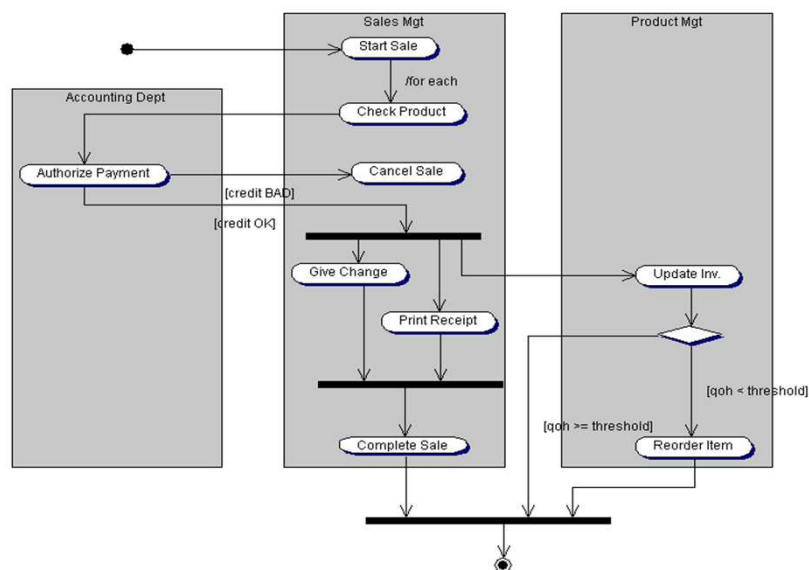 Sales Mgt
Product Mgt
Start Sale
/for each
Accounting Dept
Check Product
Authorize Payment
Cancel Sale
[credit BAD]
[credit OK]
Give Change
Update Inv.
Print Receipt
[qoh < threshold]
[qoh >= threshold]
Complete Sale
Reorder Item